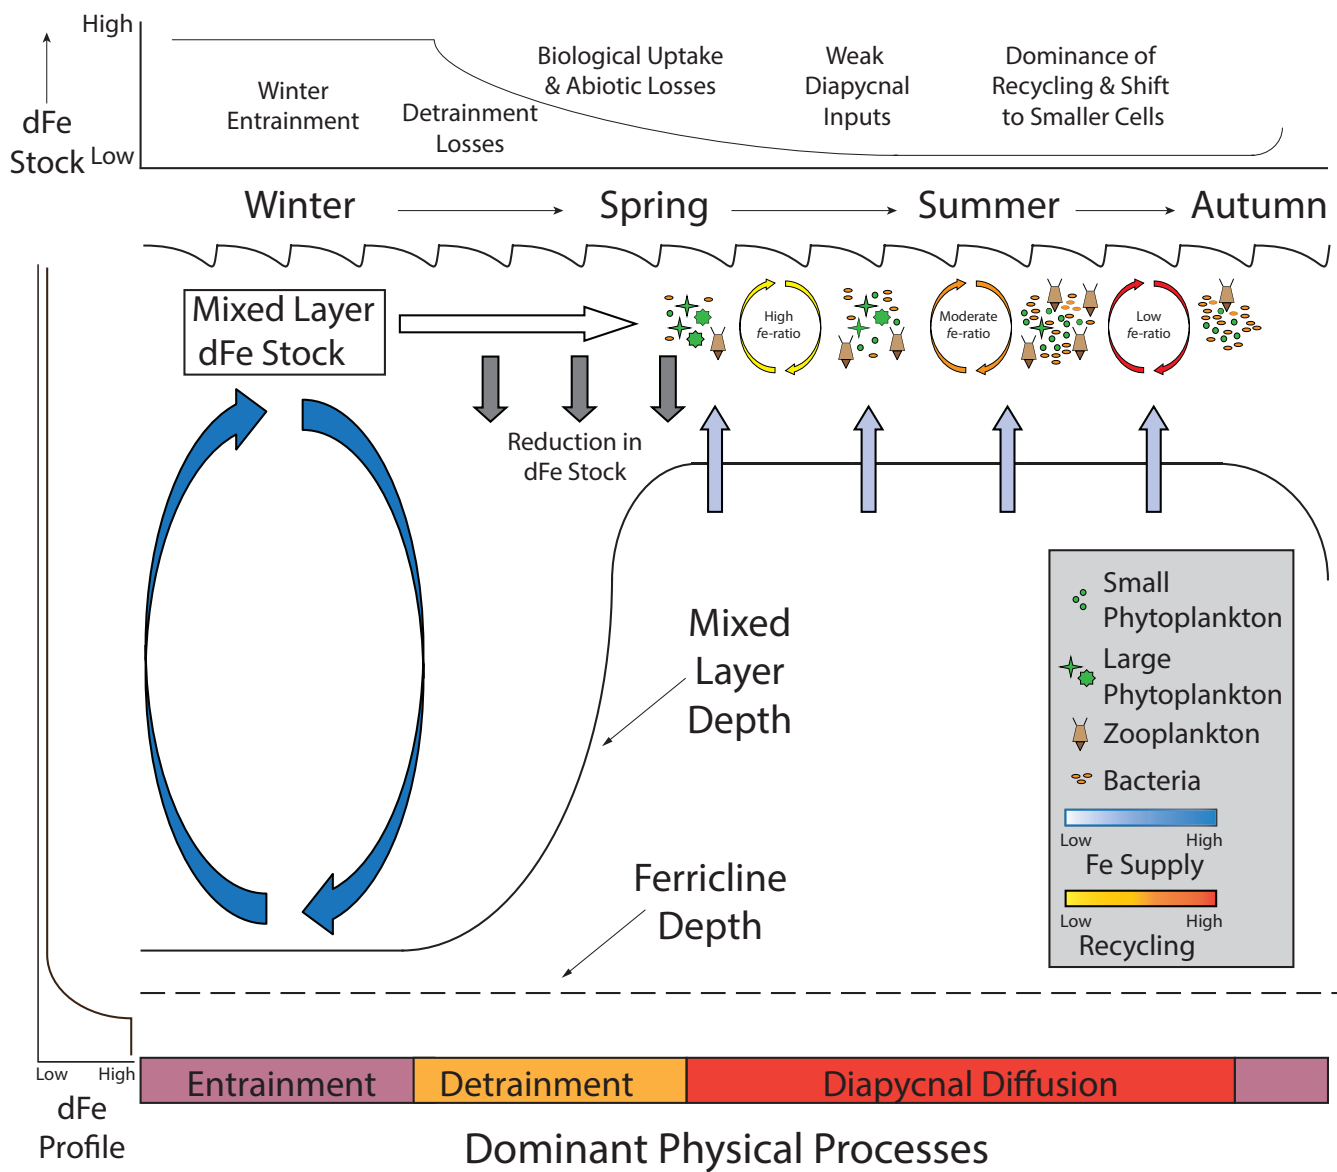 High
dFe
Stock
Low
Winter
Entrainment
Detrainment
Losses
Biological Uptake
& Abiotic Losses
Weak
Diapycnal
Inputs
Dominance of
Recycling & Shift
to Smaller Cells
Winter
Spring
Summer
Autumn
Mixed Layer
dFe Stock
High
fe-ratio
Moderate
fe-ratio
Low
fe-ratio
Reduction in
dFe Stock
Mixed
Layer
Depth
Ferricline
Depth
Small
Phytoplankton
Large
Phytoplankton
Zooplankton
Bacteria
Low High
Fe Supply
Low High
Recycling
Low High
dFe
Profile
Entrainment
Detrainment
Diapycnal Diffusion
Dominant Physical Processes